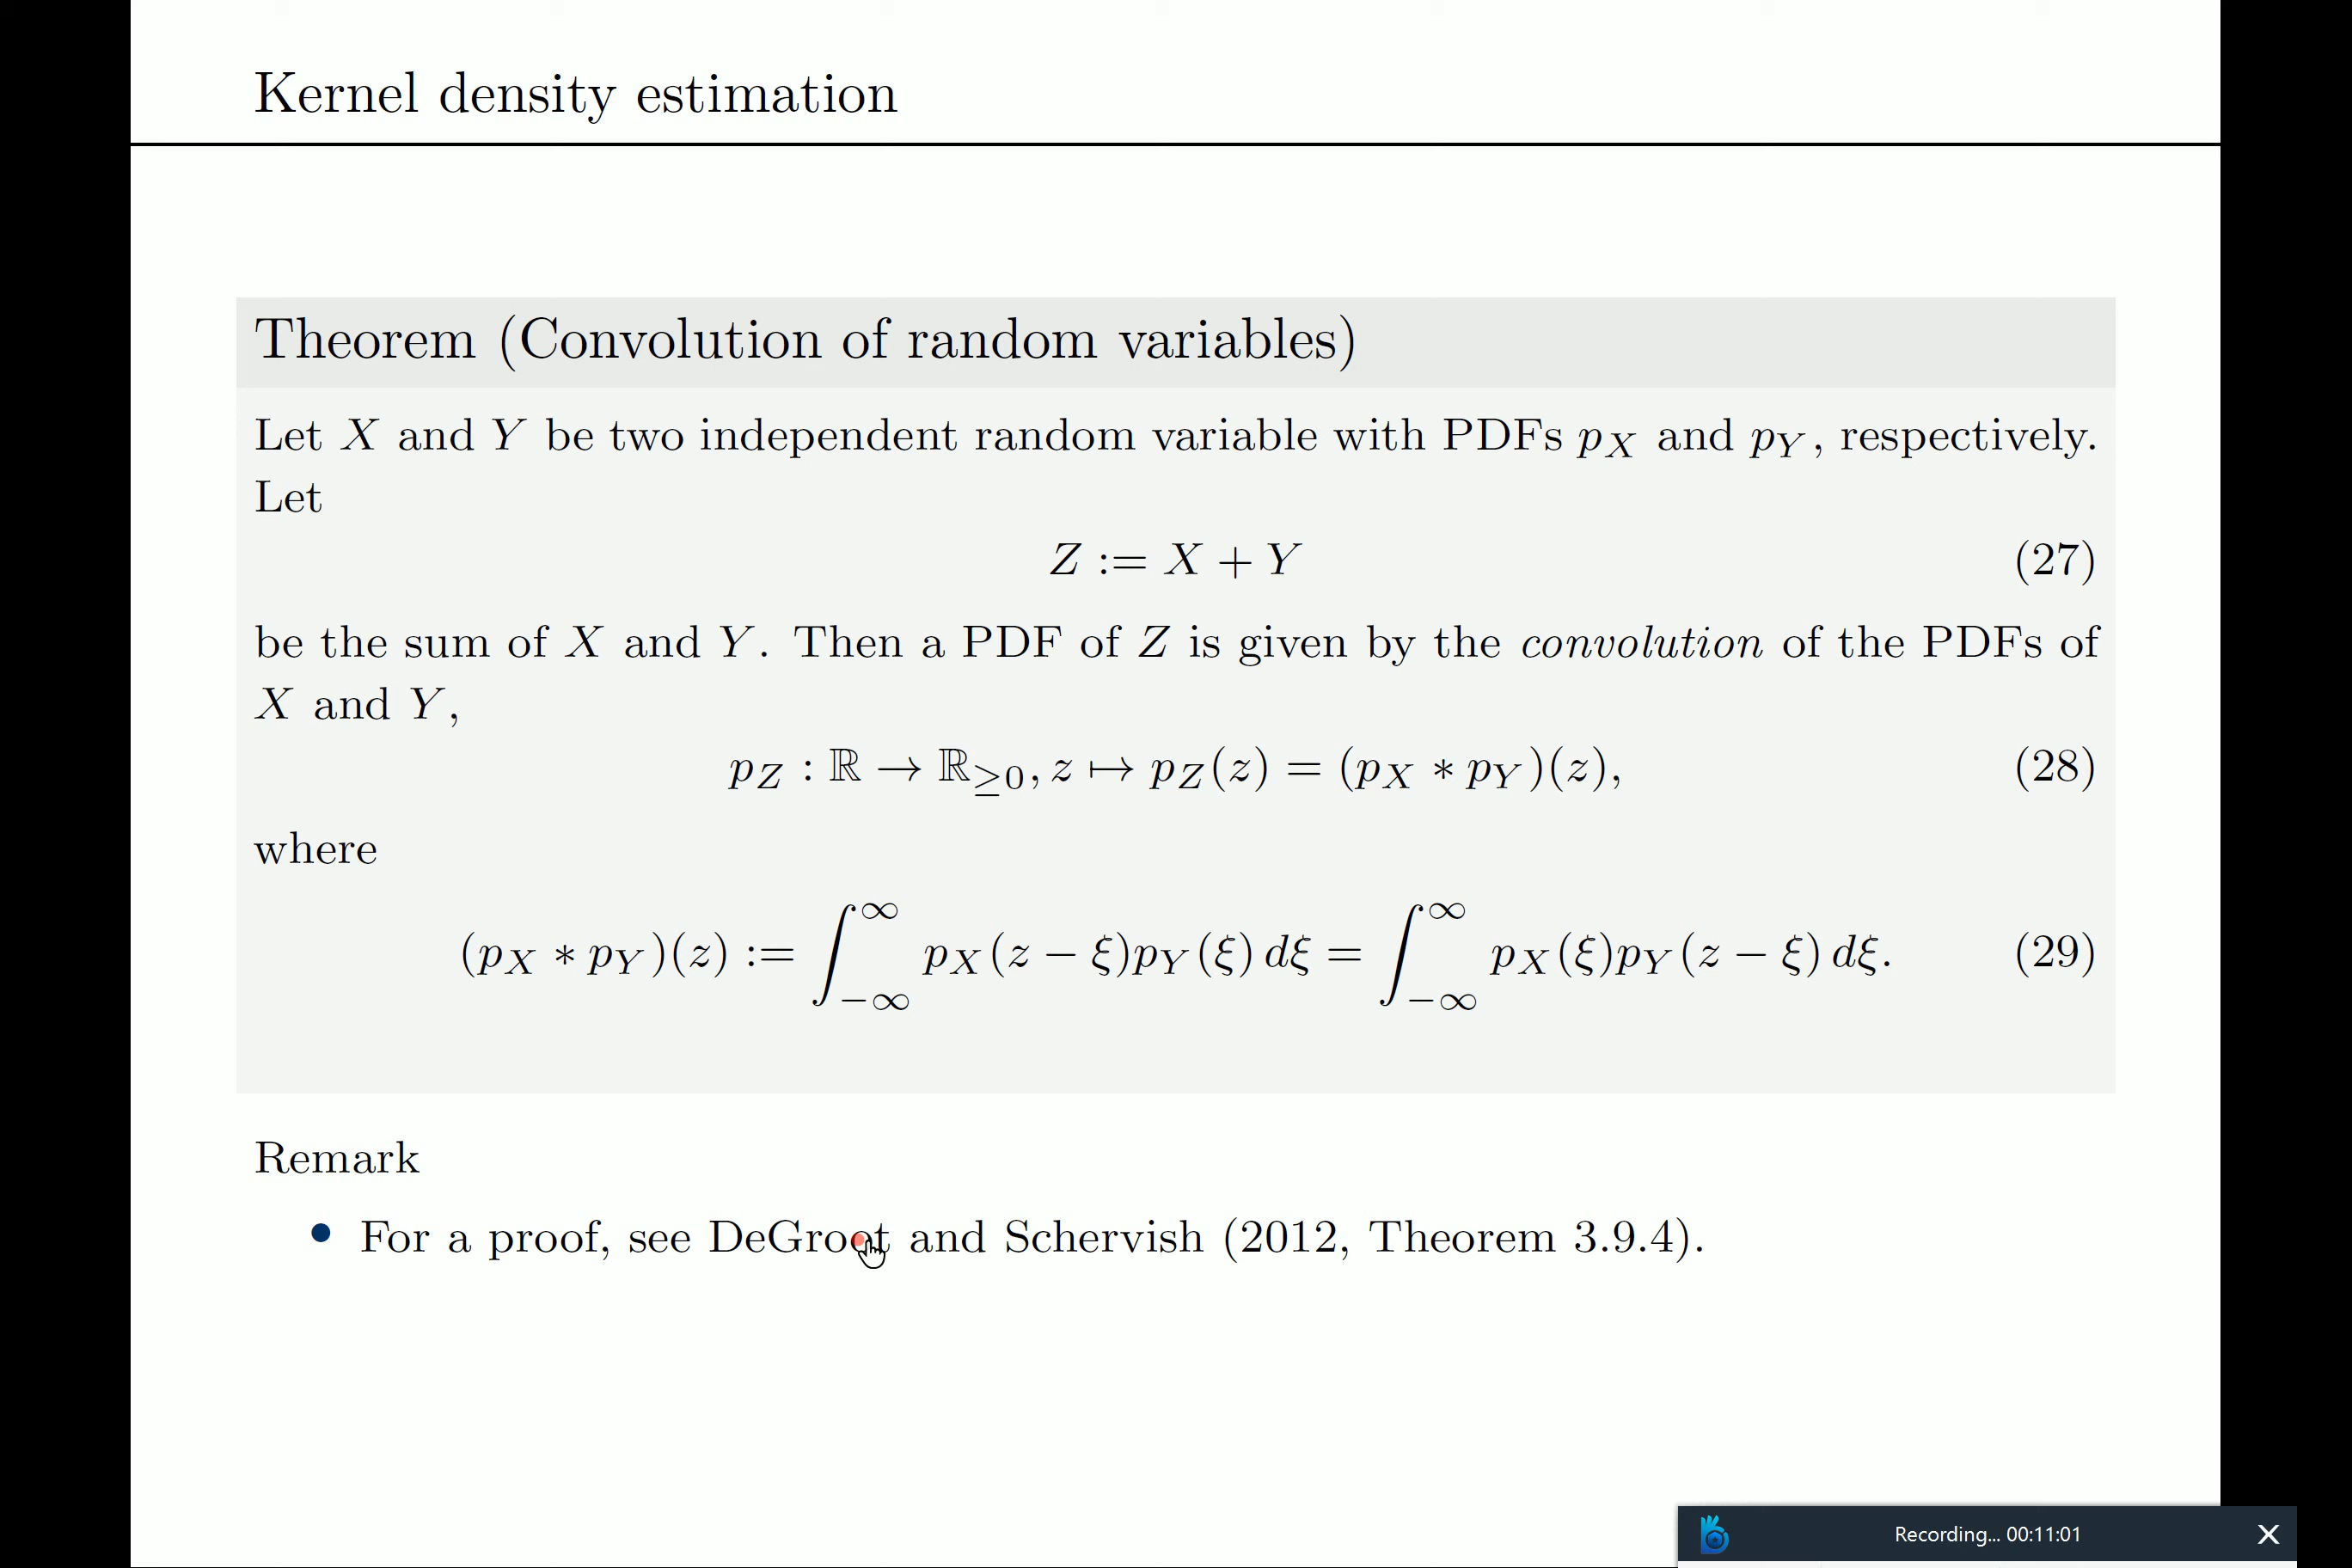 Kernel density estimation
Theorem (Convolution of random variables)
Let X and Y be two independent random variable with PDFs p_X and p_Y, respectively.
Let
Z := X + Y (27)
be the sum of X and Y. Then a PDF of Z is given by the convolution of the PDFs of
X and Y,
p_Z : ℝ → ℝ_≥0, z ↦ p_Z(z) = (p_X * p_Y)(z), (28)
where
(p_X * p_Y)(z) := ∫_{-∞}^{∞} p_X(z − ξ)p_Y(ξ) dξ = ∫_{-∞}^{∞} p_X(ξ)p_Y(z − ξ) dξ. (29)
Remark
• For a proof, see DeGroot and Schervish (2012, Theorem 3.9.4).
Recording... 00:11:01 X